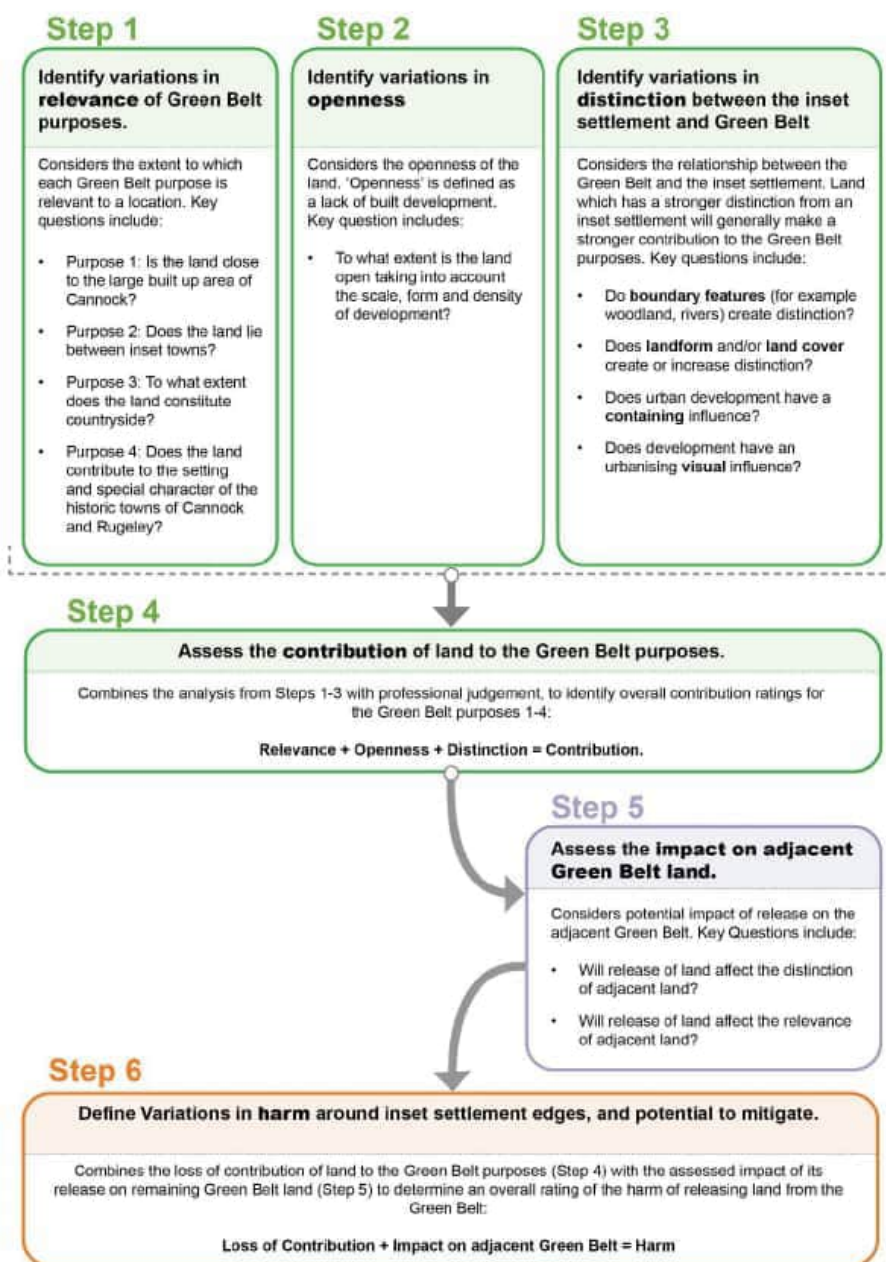 Step 1
Identify variations in
relevance of Green Belt
purposes.
Considers the extent to which
each Green Belt purpose is
relevant to a location. Key
questions include:
• Purpose 1: Is the land close
to the large built up area of
Cannock?
• Purpose 2: Does the land lie
between inset towns?
• Purpose 3: To what extent
does the land constitute
countryside?
• Purpose 4: Does the land
contribute to the setting
and special character of the
historic towns of Cannock
and Rugeley?
Step 2
Identify variations in
openness
Considers the openness of the
land. 'Openness' is defined as
a lack of built development.
Key question includes:
• To what extent is the land
open taking into account
the scale, form and density
of development?
Step 3
Identify variations in
distinction between the inset
settlement and Green Belt
Considers the relationship between the
Green Belt and the inset settlement. Land
which has a stronger distinction from an
inset settlement will generally make a
stronger contribution to the Green Belt
purposes. Key questions include:
• Do boundary features (for example
woodland, rivers) create distinction?
• Does landform and/or land cover
create or increase distinction?
• Does urban development have a
containing influence?
• Does development have an
urbanising visual influence?
Step 4
Assess the contribution of land to the Green Belt purposes.
Combines the analysis from Steps 1-3 with professional judgement, to identify overall contribution ratings for
the Green Belt purposes 1-4:
Relevance + Openness + Distinction = Contribution.
Step 5
Assess the impact on adjacent
Green Belt land.
Considers potential impact of release on the
adjacent Green Belt. Key Questions include:
• Will release of land affect the distinction
of adjacent land?
• Will release of land affect the relevance
of adjacent land?
Step 6
Define Variations in harm around inset settlement edges, and potential to mitigate.
Combines the loss of contribution of land to the Green Belt purposes (Step 4) with the assessed impact of its
release on remaining Green Belt land (Step 5) to determine an overall rating of the harm of releasing land from the
Green Belt:
Loss of Contribution + Impact on adjacent Green Belt = Harm